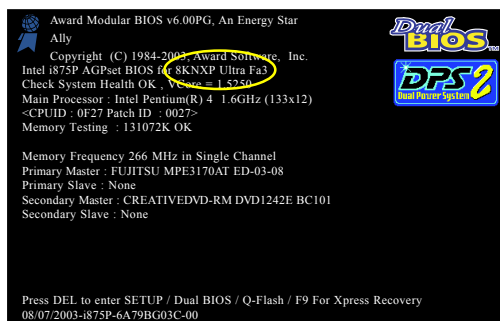 Award Modular BIOS v6.00PG, An Energy Star
Ally
Copyright (C) 1984-2003, Award Software, Inc.
Intel i875P AGPset BIOS for 8KNXP Ultra Fa3
Check System Health OK , VCore = 1.5250
Main Processor : Intel Pentium(R) 4 1.6GHz (133x12)
<CPUID : 0F27 Patch ID : 0027>
Memory Testing : 131072K OK
Memory Frequency 266 MHz in Single Channel
Primary Master : FUJITSU MPE3170AT ED-03-08
Primary Slave : None
Secondary Master : CREATIVEDVD-RM DVD1242E BC101
Secondary Slave : None
Press DEL to enter SETUP / Dual BIOS / Q-Flash / F9 For Xpress Recovery
08/07/2003-i875P-6A79BG03C-00
Dual
BIOS
DPS2
Dual Power System